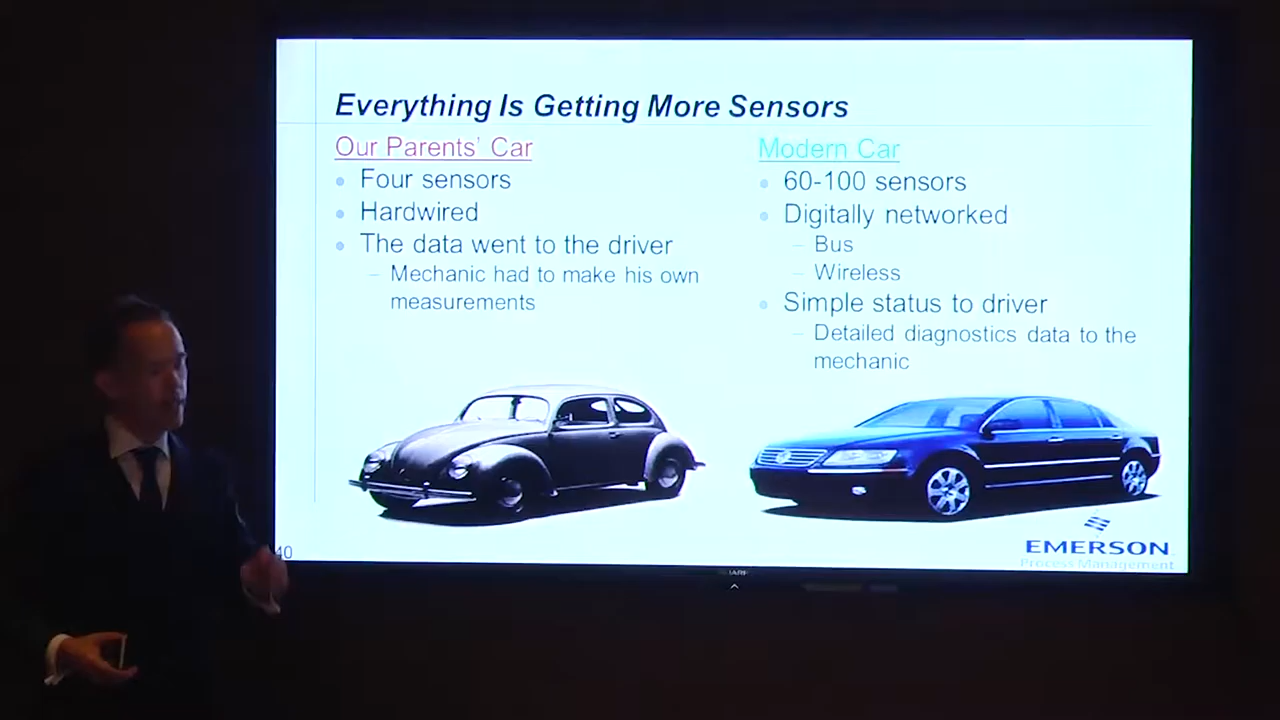 Everything Is Getting More Sensors
Our Parents' Car
Four sensors
Hardwired
The data went to the driver
– Mechanic had to make his own
measurements
Modern Car
60-100 sensors
Digitally networked
– Bus
– Wireless
Simple status to driver
– Detailed diagnostics data to the
mechanic
40
EMERSON
Process Management
SHARP